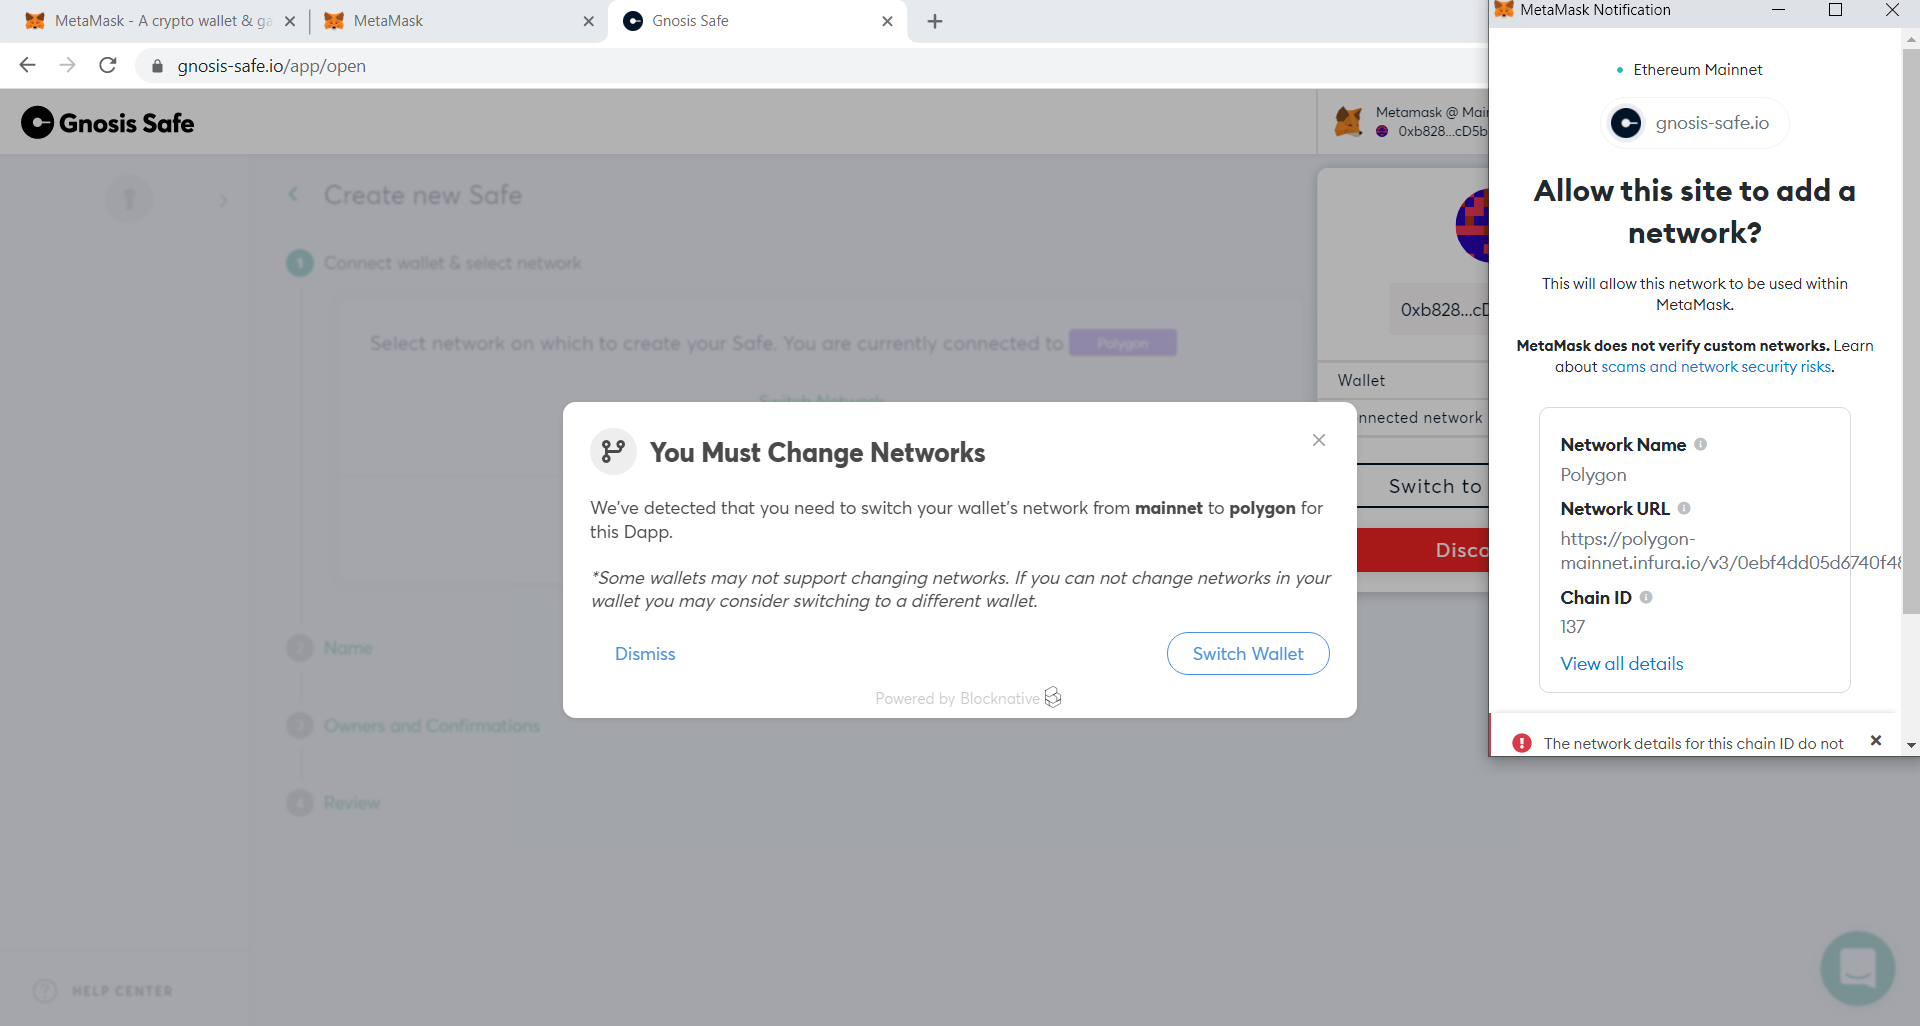 MetaMask - A crypto wallet & ga
MetaMask
Gnosis Safe
gnosis-safe.io/app/open
Gnosis Safe
Metamask @ Mai
0xb828...cD5b
Create new Safe
1 Connect wallet & select network
Select network on which to create your Safe. You are currently connected to Polygon
Switch Network
2 Name
3 Owners and Confirmations
4 Review
HELP CENTER
0xb828...cD
Wallet
nnected network
Switch to
Disco
You Must Change Networks
We've detected that you need to switch your wallet's network from mainnet to polygon for
this Dapp.
*Some wallets may not support changing networks. If you can not change networks in your
wallet you may consider switching to a different wallet.
Dismiss
Switch Wallet
Powered by Blocknative
MetaMask Notification
Ethereum Mainnet
gnosis-safe.io
Allow this site to add a
network?
This will allow this network to be used within
MetaMask.
MetaMask does not verify custom networks. Learn
about scams and network security risks.
Network Name
Polygon
Network URL
https://polygon-
mainnet.infura.io/v3/0ebf4dd05d6740f48
Chain ID
137
View all details
The network details for this chain ID do not